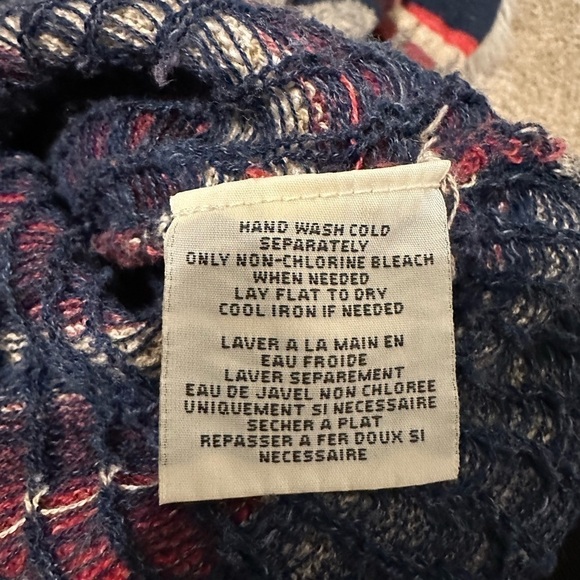 HAND WASH COLD
SEPARATELY
ONLY NON-CHLORINE BLEACH
WHEN NEEDED
LAY FLAT TO DRY
COOL IRON IF NEEDED
LAVER A LA MAIN EN
EAU FROIDE
LAVER SEPAREMENT
EAU DE JAVEL NON CHLOREE
UNIQUEMENT SI NECESSAIRE
SECHER A PLAT
REPASSER A FER DOUX SI
NECESSAIRE